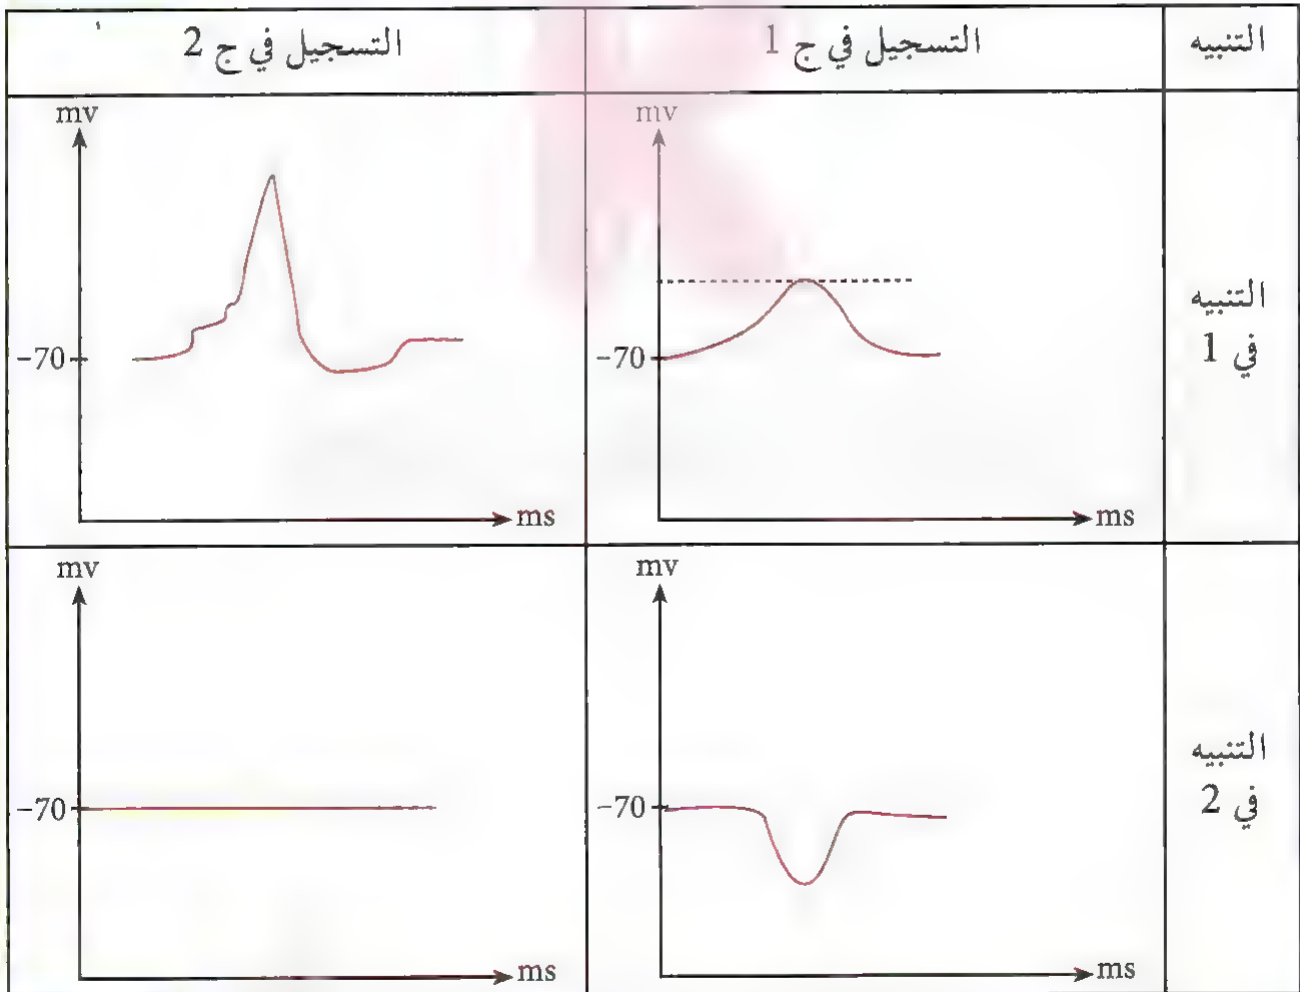 التنبيه
التسجيل في ج 1
التسجيل في ج 2
التنبيه
في 1
mv
-70
ms
mv
-70
ms
التنبيه
في 2
mv
-70
ms
mv
-70
ms